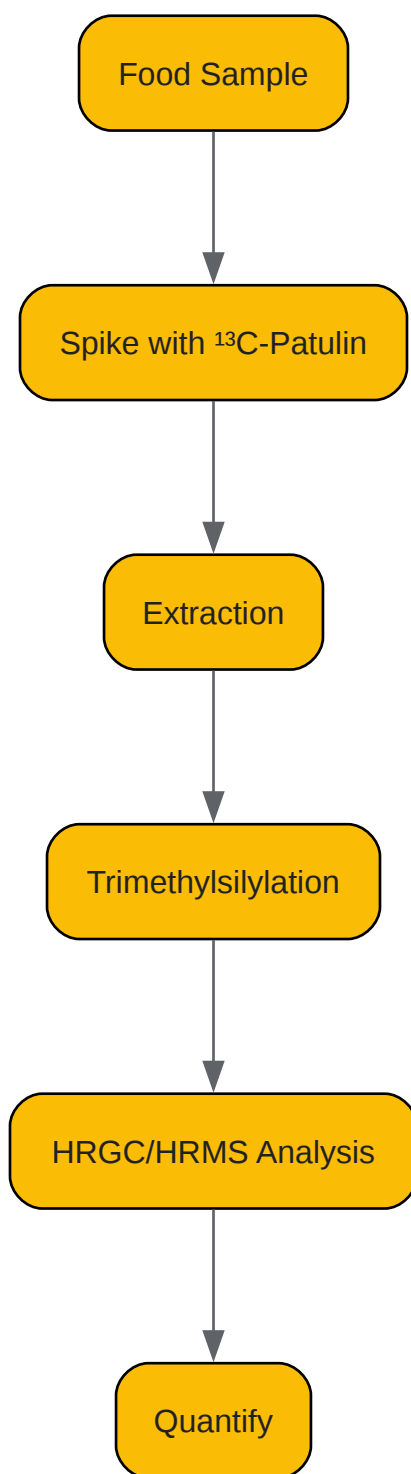 Food Sample
Spike with ¹³C-Patulin
Extraction
Trimethylsilylation
HRGC/HRMS Analysis
Quantify